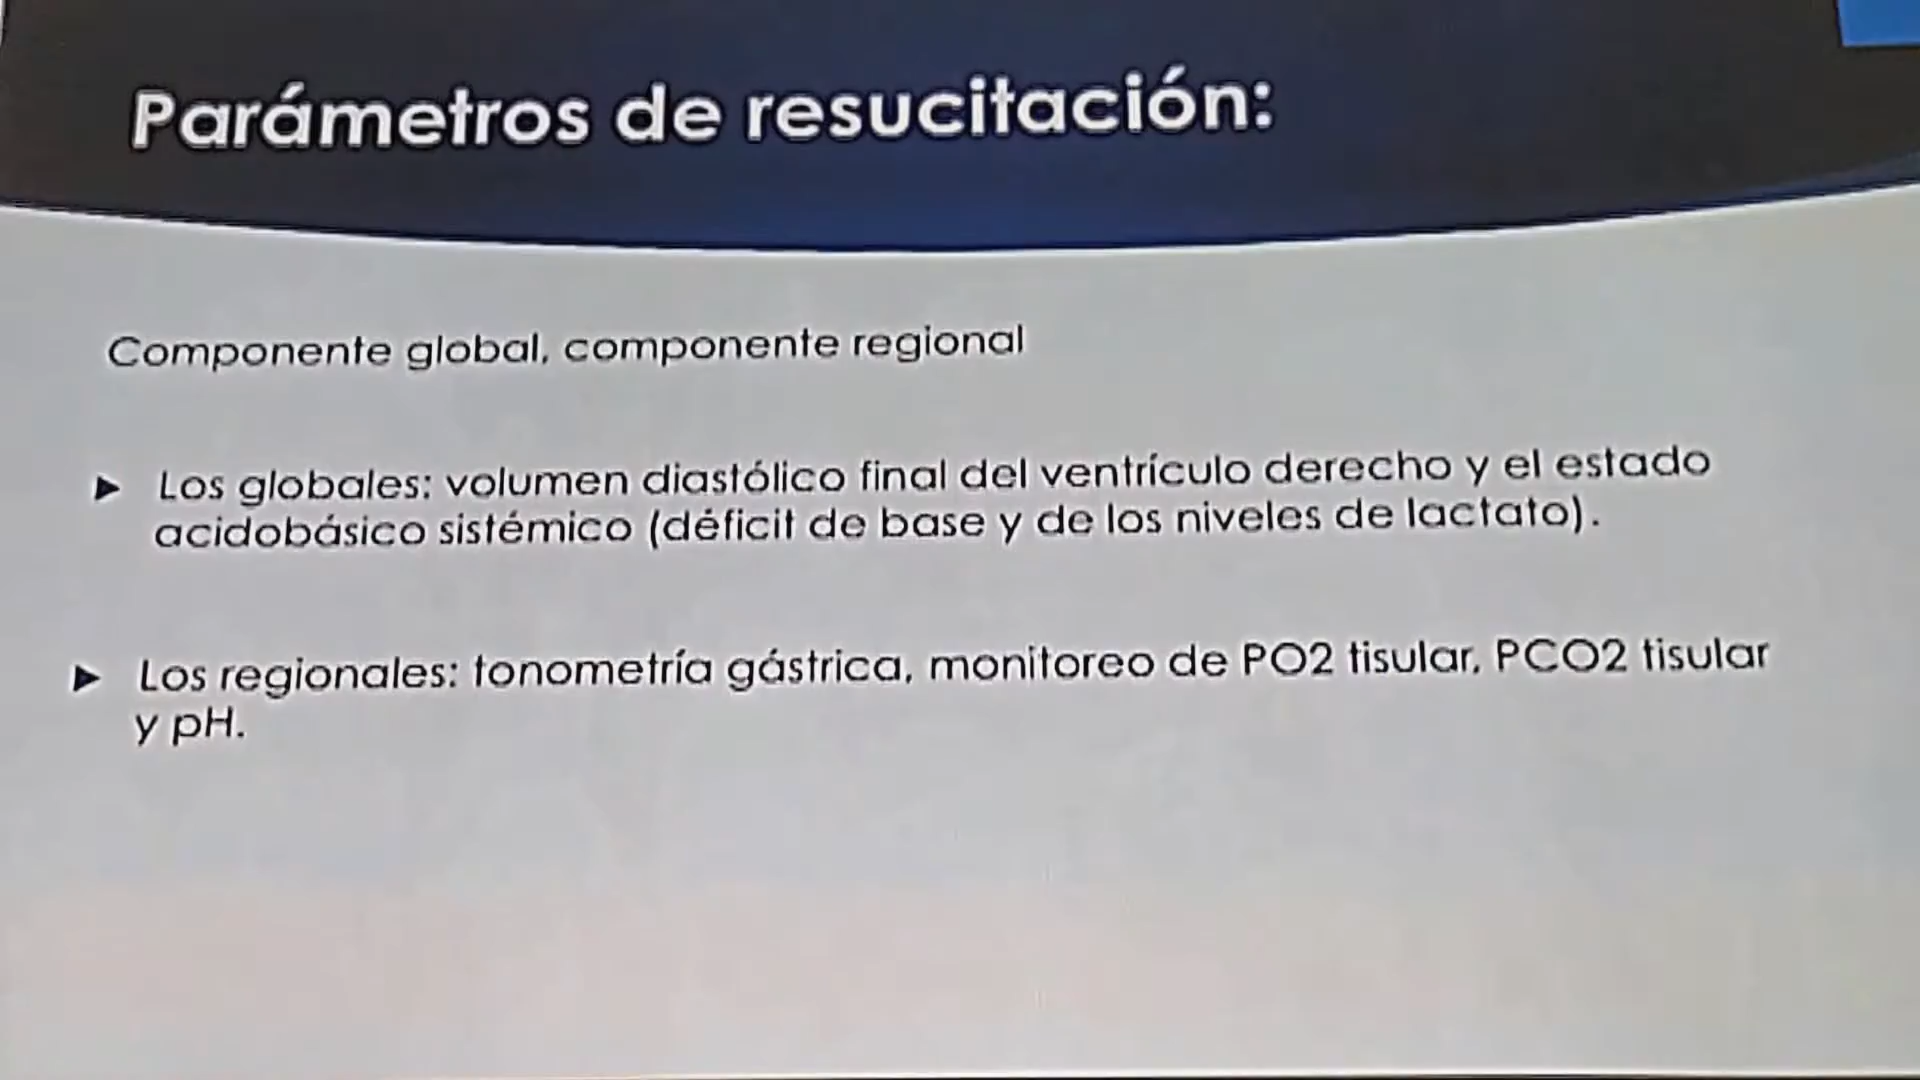 Parámetros de resucitación:
Componente global, componente regional
Los globales: volumen diastólico final del ventrículo derecho y el estado
acidobásico sistémico (déficit de base y de los niveles de lactato).
Los regionales: tonometría gástrica, monitoreo de PO2 tisular, PCO2 tisular
y pH.